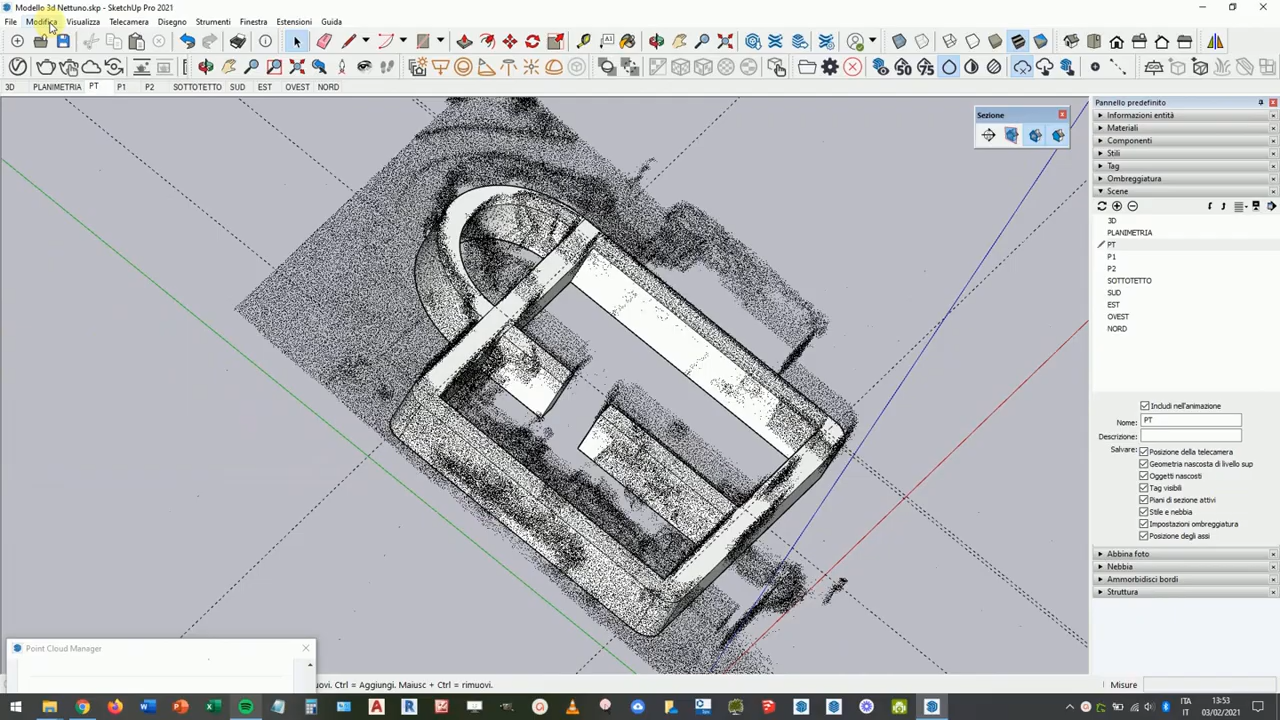 Modello 3d Nettuno.skp - SketchUp Pro 2021
File Modifica Visualizza Telecamera Disegno Strumenti Finestra Estensioni Guida
50 75
3D PLANIMETRIA PT P1 P2 SOTTOTETTO SUD EST OVEST NORD
Sezione
Pannello predefinito
Informazioni entità
Materiali
Componenti
Stili
Tag
Ombreggiatura
Scene
3D
PLANIMETRIA
PT
P1
P2
SOTTOTETTO
SUD
EST
OVEST
NORD
Includi nell'animazione
Nome: PT
Descrizione:
Salvare: Posizione della telecamera
Geometria nascosta di livello sup
Oggetti nascosti
Tag visibili
Piani di sezione attivi
Stile e nebbia
Impostazioni ombreggiatura
Posizione degli assi
Abbina foto
Nebbia
Ammorbidisci bordi
Struttura
Point Cloud Manager
uovi. Ctrl = Aggiungi. Maiusc + Ctrl = rimuovi.
Misure
ITA 13:53
IT 03/02/2021